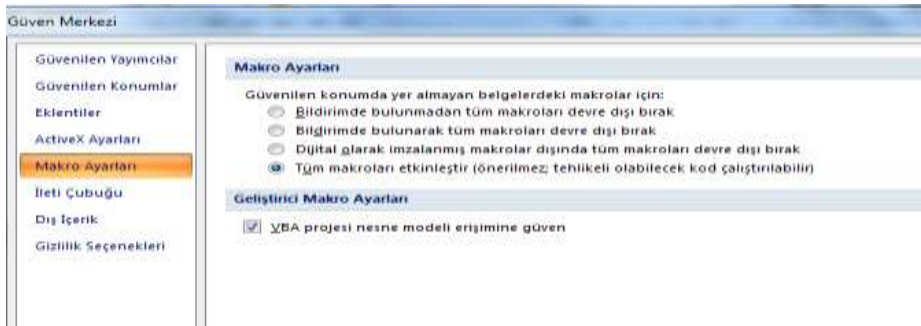 Güven Merkezi
Güvenilen Yayımcılar
Güvenilen Konumlar
Eklentiler
ActiveX Ayarları
Makro Ayarları
İleti Çubuğu
Dış İçerik
Gizlilik Seçenekleri
Makro Ayarları
Güvenilen konumda yer almayan belgelerdeki makrolar için:
Bildirimde bulunmadan tüm makroları devre dışı bırak
Bildirimde bulunarak tüm makroları devre dışı bırak
Dijital olarak imzalanmış makrolar dışında tüm makroları devre dışı bırak
Tüm makroları etkinleştir (önerilmez; tehlikeli olabilecek kod çalıştırılabilir)
Geliştirici Makro Ayarları
VBA projesi nesne modeli erişimine güven